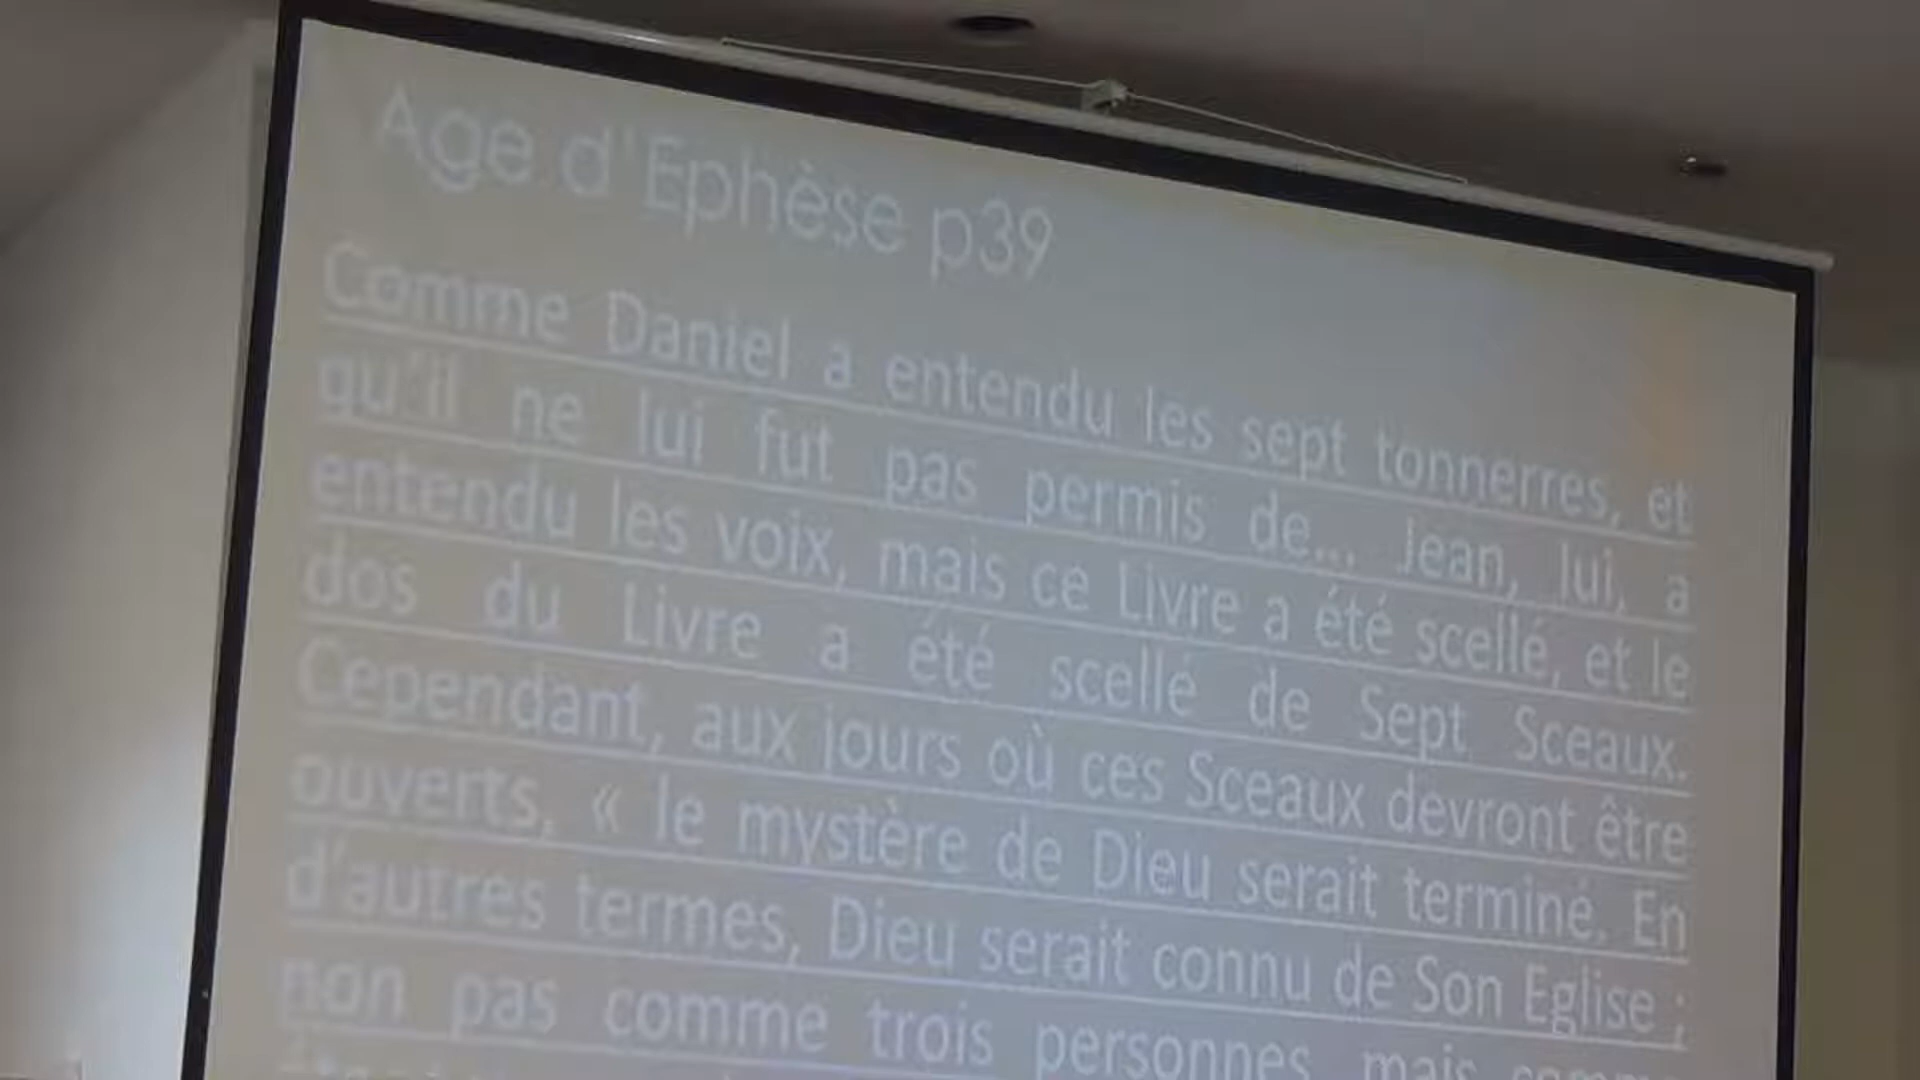 Age d'Ephèse p39
Comme Daniel a entendu les sept tonnerres, et
qu'il ne lui fut pas permis de... Jean, lui, a
entendu les voix, mais ce Livre a été scellé, et le
dos du Livre a été scellé de Sept Sceaux.
Cependant, aux jours où ces Sceaux devront être
ouverts, « le mystère de Dieu serait terminé. En
d'autres termes, Dieu serait connu de Son Eglise ;
non pas comme trois personnes, mais comme